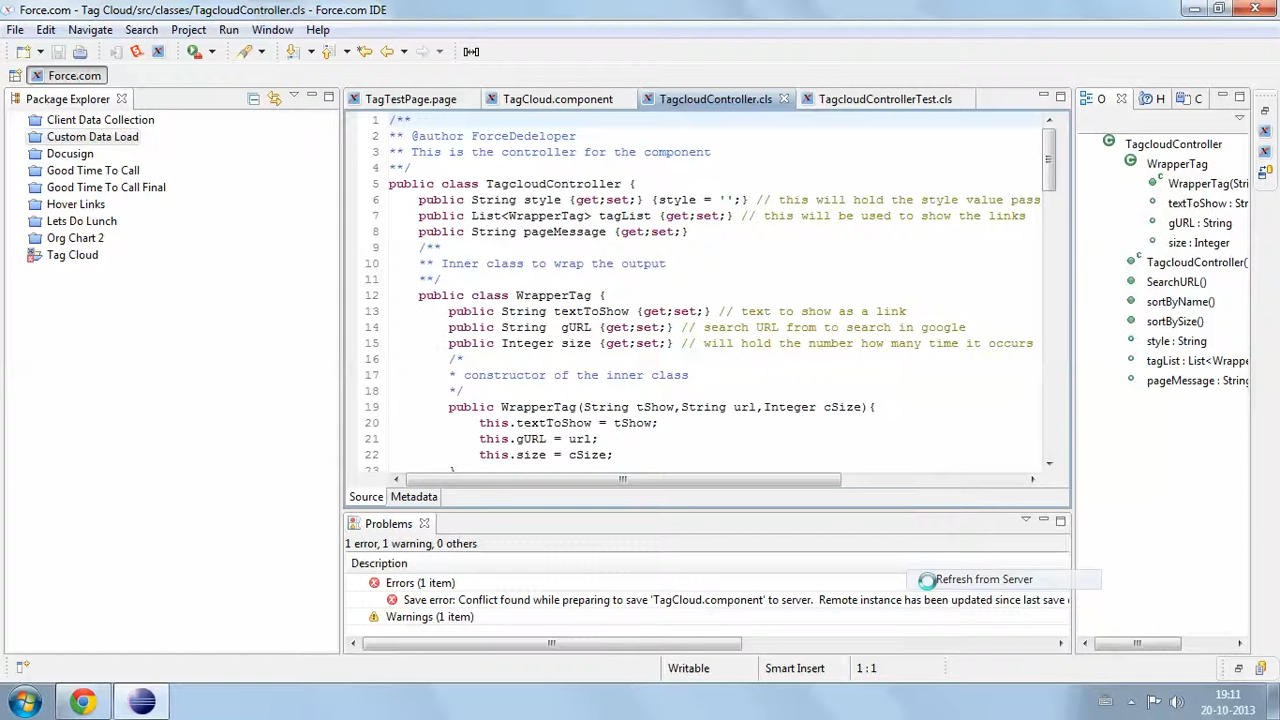 Force.com - Tag Cloud/src/classes/TagcloudController.cls - Force.com IDE
File Edit Navigate Search Project Run Window Help
Force.com
Package Explorer
Client Data Collection
Custom Data Load
Docusign
Good Time To Call
Good Time To Call Final
Hover Links
Lets Do Lunch
Org Chart 2
Tag Cloud
TagTestPage.page TagCloud.component TagcloudController.cls TagcloudControllerTest.cls
1 /**
2 ** @author ForceDedeloper
3 ** This is the controller for the component
4 **/
5 public class TagcloudController {
6 public String style {get;set;} {style = '';} // this will hold the style value pass
7 public List<WrapperTag> tagList {get;set;} // this will be used to show the links
8 public String pageMessage {get;set;}
9 /**
10 ** Inner class to wrap the output
11 **/
12 public class WrapperTag {
13 public String textToShow {get;set;} // text to show as a link
14 public String gURL {get;set;} // search URL from to search in google
15 public Integer size {get;set;} // will hold the number how many time it occurs
16 /*
17 * constructor of the inner class
18 */
19 public WrapperTag(String tShow,String url,Integer cSize){
20 this.textToShow = tShow;
21 this.gURL = url;
22 this.size = cSize;
23 }
Source Metadata
Problems
1 error, 1 warning, 0 others
Description
Errors (1 item)
Save error: Conflict found while preparing to save 'TagCloud.component' to server. Remote instance has been updated since last save
Warnings (1 item)
Refresh from Server
O H C
TagcloudController
WrapperTag
WrapperTag(Stri
textToShow : Str
gURL : String
size : Integer
TagcloudController(
SearchURL()
sortByName()
sortBySize()
style : String
tagList : List<Wrappe
pageMessage : String
Writable Smart Insert 1 : 1
19:11
20-10-2013